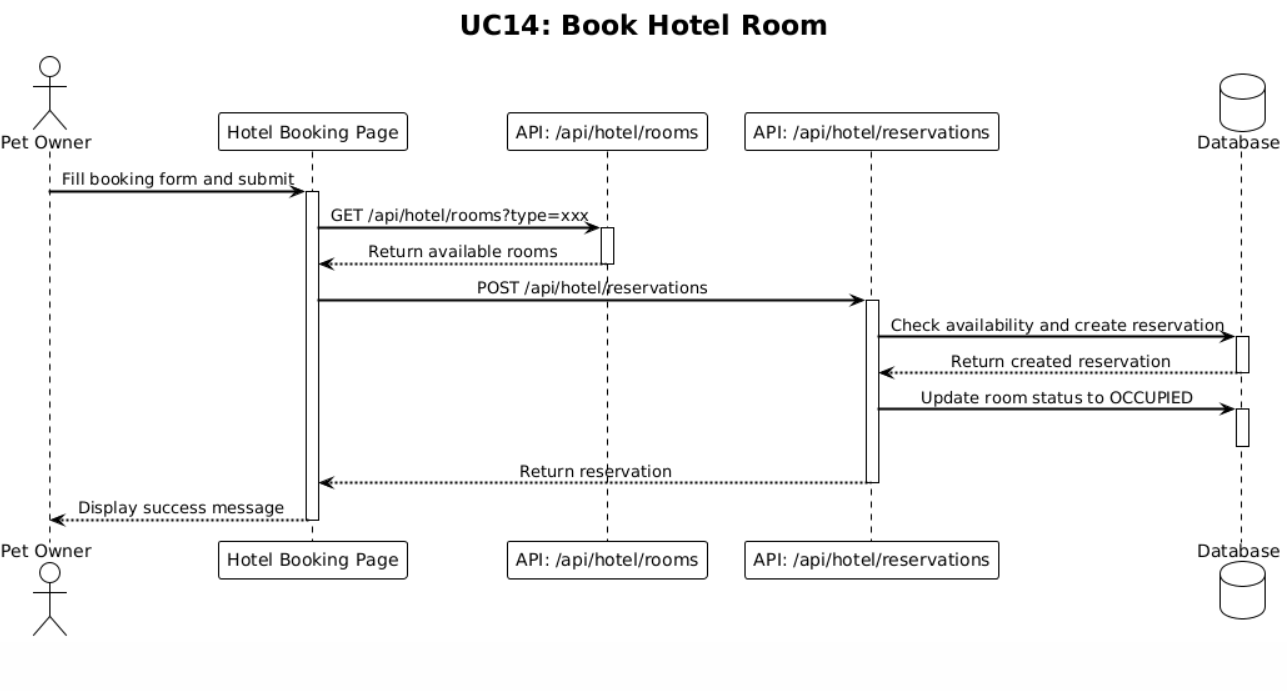 UC14: Book Hotel Room
Pet Owner
Hotel Booking Page
API: /api/hotel/rooms
API: /api/hotel/reservations
Database
Fill booking form and submit
GET /api/hotel/rooms?type=xxx
Return available rooms
POST /api/hotel/reservations
Check availability and create reservation
Return created reservation
Update room status to OCCUPIED
Return reservation
Display success message
Pet Owner
Hotel Booking Page
API: /api/hotel/rooms
API: /api/hotel/reservations
Database